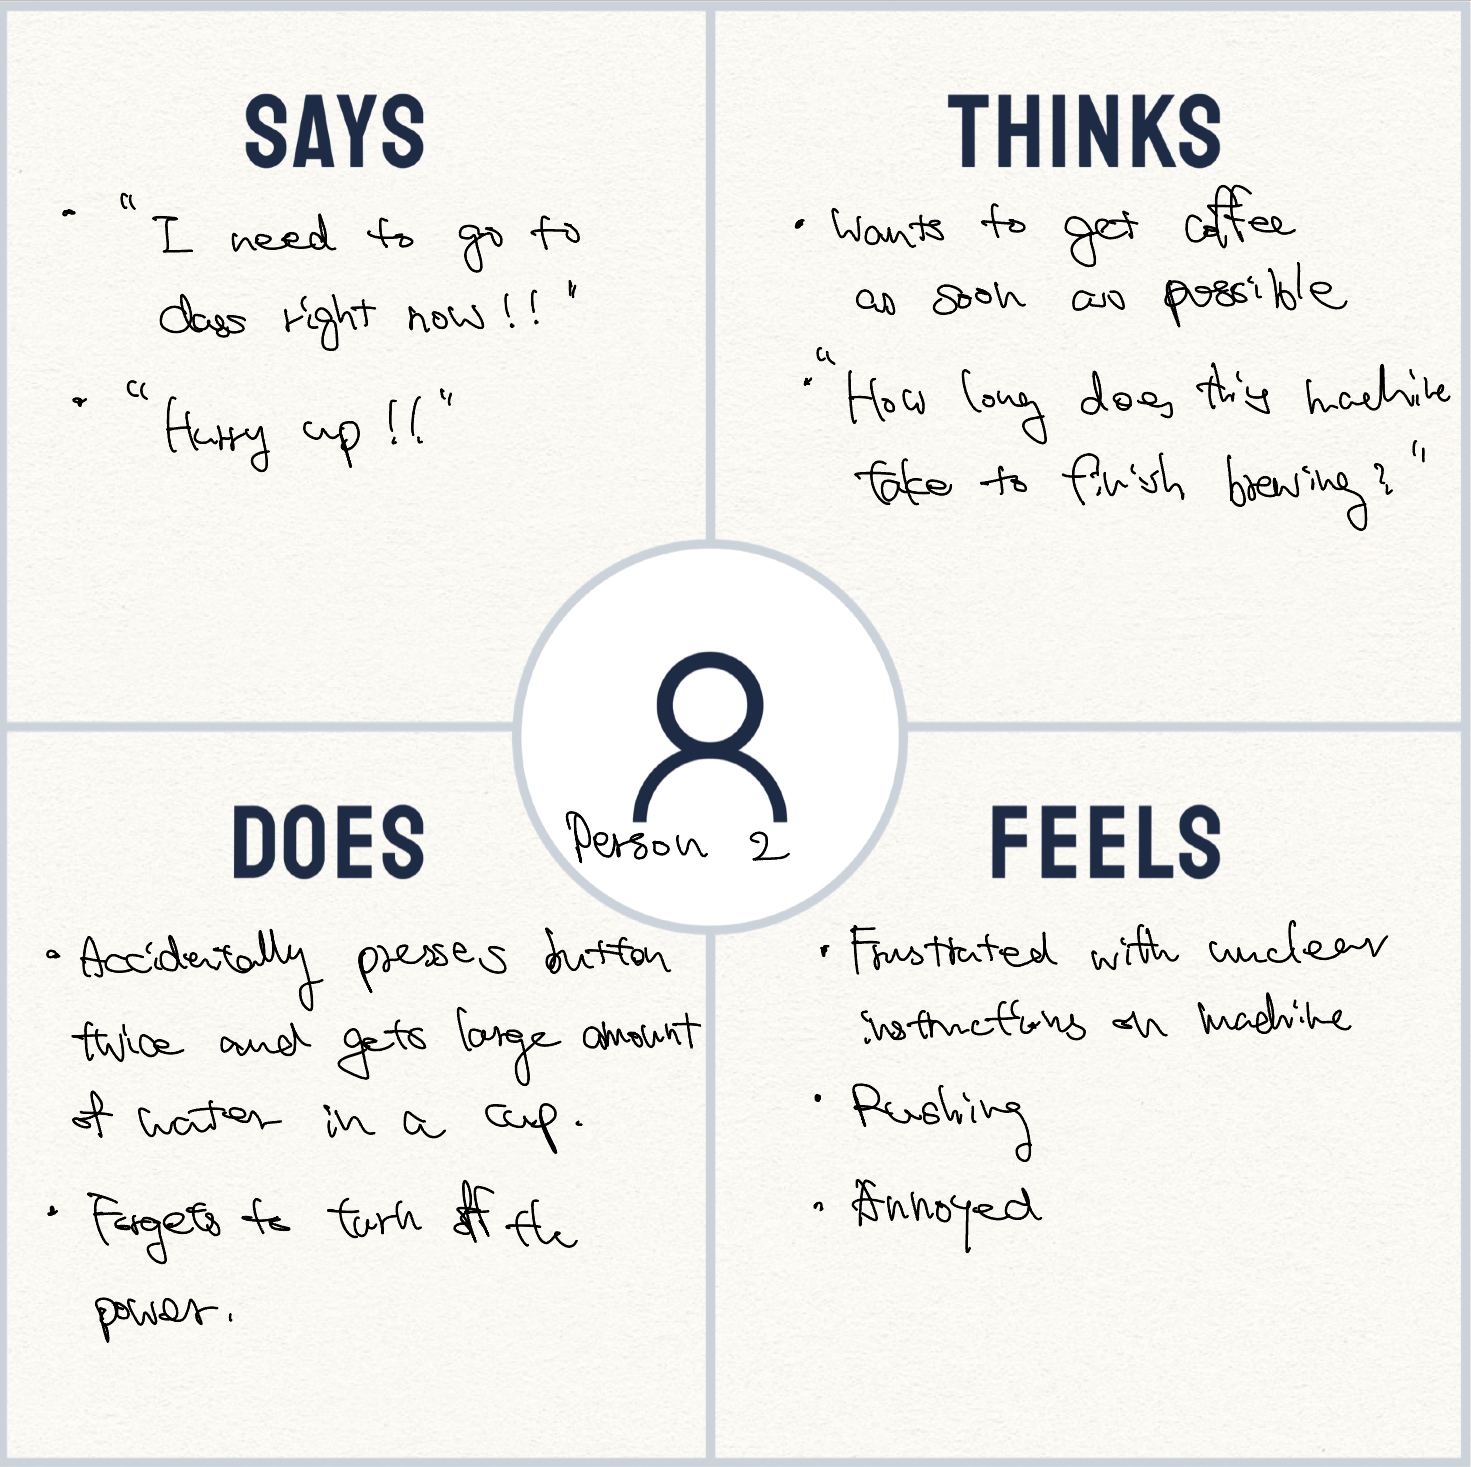 SAYS
• "I need to go to
class right now!!"
• "Hurry up!!"
THINKS
• Wants to get coffee
as soon as possible
• "How long does this machine
take to finish brewing?"
Person 2
DOES
• Accidentally presses button
twice and gets large amount
of water in a cup.
• Forgets to turn off the
power.
FEELS
• Frustrated with unclear
instructions on machine
• Rushing
• Annoyed